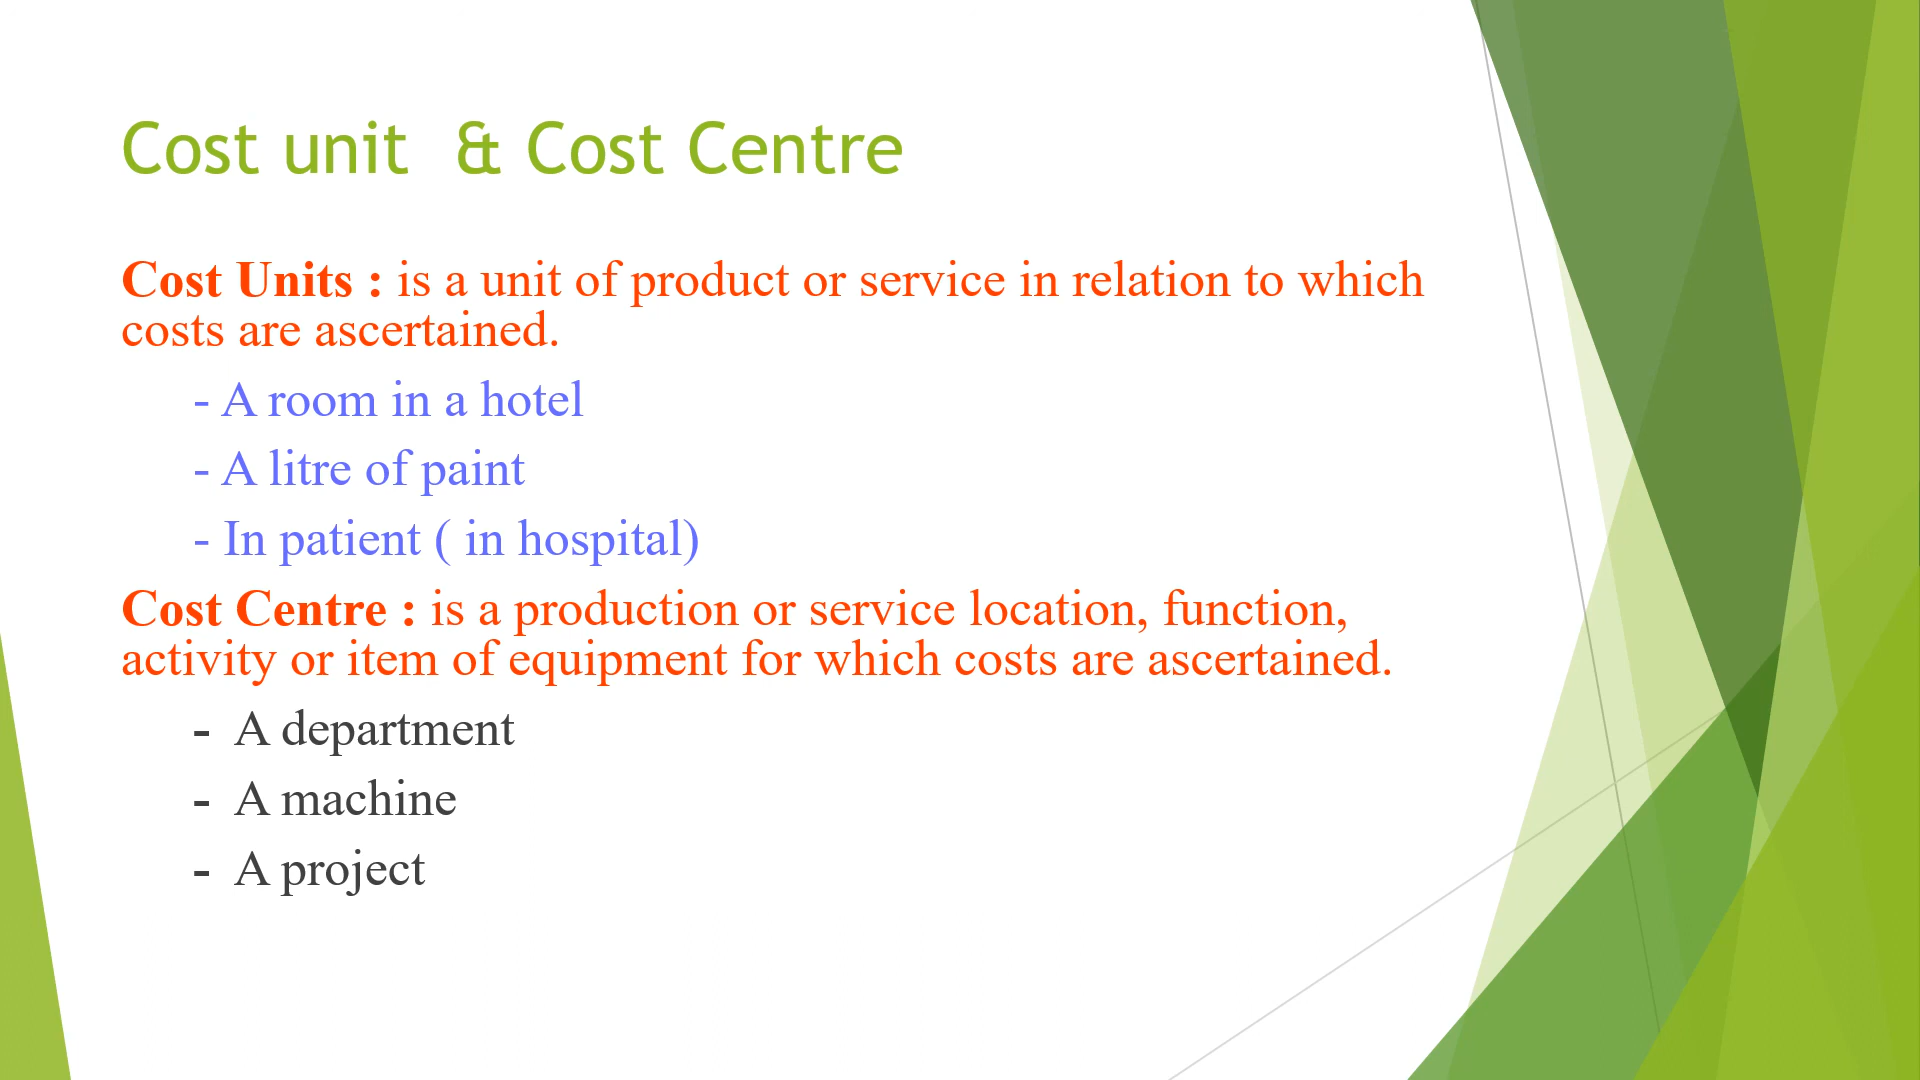 Cost unit  & Cost Centre
Cost Units : is a unit of product or service in relation to which
costs are ascertained.
- A room in a hotel
- A litre of paint
- In patient ( in hospital)
Cost Centre : is a production or service location, function,
activity or item of equipment for which costs are ascertained.
-  A department
-  A machine
-  A project